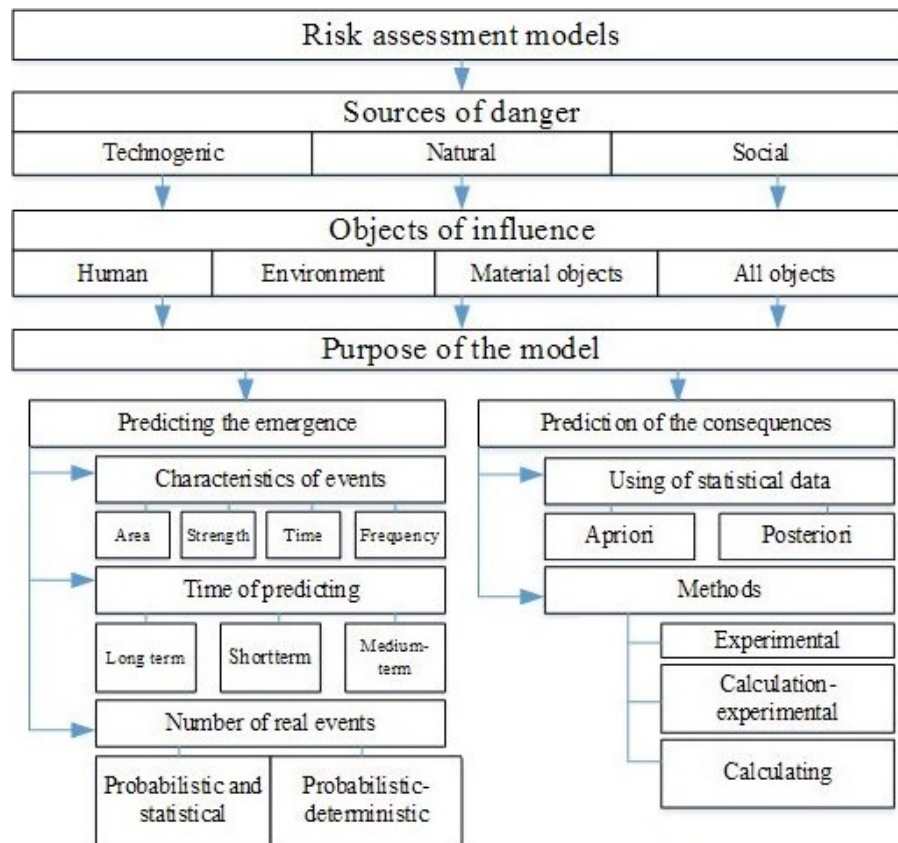 Risk assessment models
Sources of danger
Technogenic
Natural
Social
Objects of influence
Human
Environment
Material objects
All objects
Purpose of the model
Predicting the emergence
Characteristics of events
Area
Strength
Time
Frequency
Time of predicting
Long term
Shortterm
Medium-
term
Number of real events
Probabilistic and
statistical
Probabilistic-
deterministic
Prediction of the consequences
Using of statistical data
Apriori
Posteriori
Methods
Experimental
Calculation-
experimental
Calculating